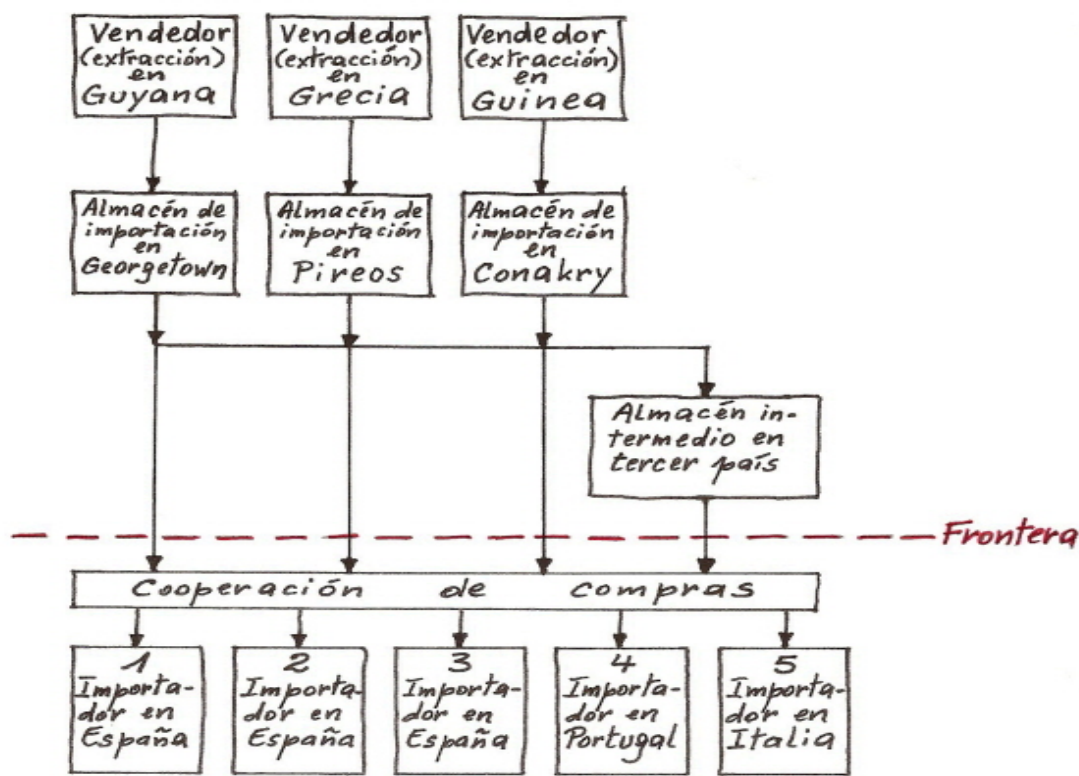 Vendedor
(extracción)
en
Guyana
Vendedor
(extracción)
en
Grecia
Vendedor
(extracción)
en
Guinea
Almacén de
importación
en
Georgetown
Almacén de
importación
en
Pireos
Almacén de
importación
en
Conakry
Almacén in-
termedio en
tercer país
Frontera
Cooperación de compras
1
Importa-
dor en
España
2
Importa-
dor en
España
3
Importa-
dor en
España
4
Importa-
dor en
Portugal
5
Importa-
dor en
Italia